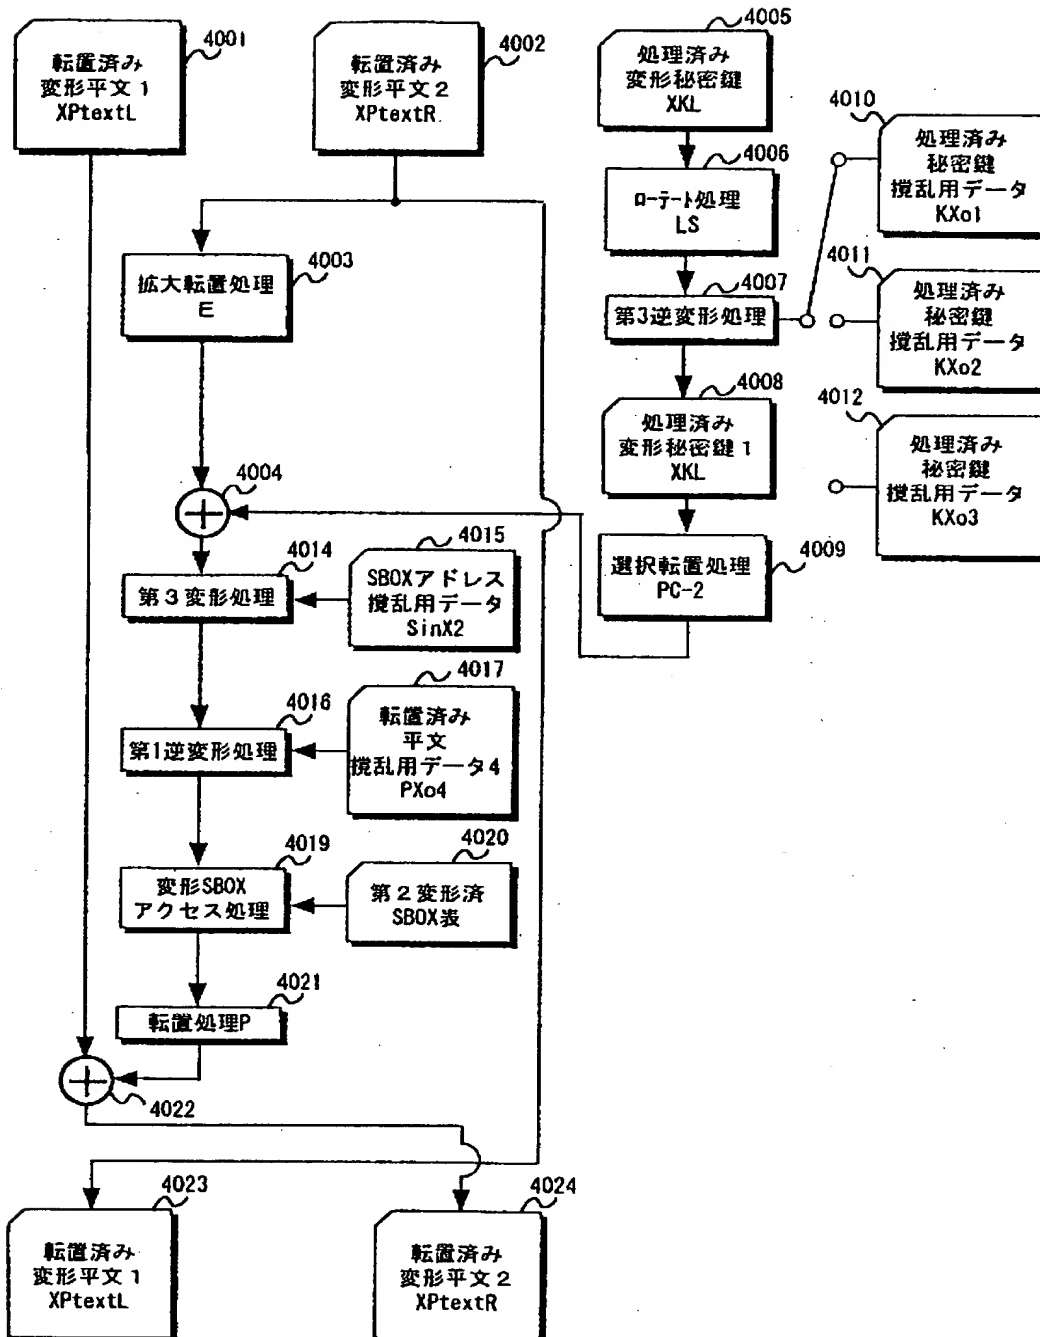 4001
転置済み
変形平文1
XPtextL
4002
転置済み
変形平文2
XPtextR
4005
処理済み
変形秘密鍵
XKL
4006
ローテート処理
LS
4010
処理済み
秘密鍵
撹乱用データ
KXo1
4003
拡大転置処理
E
4007
第3逆変形処理
4011
処理済み
秘密鍵
撹乱用データ
KXo2
4008
処理済み
変形秘密鍵1
XKL
4012
処理済み
秘密鍵
撹乱用データ
KXo3
4004
4009
選択転置処理
PC-2
4014
第3変形処理
4015
SBOXアドレス
撹乱用データ
SinX2
4016
第1逆変形処理
4017
転置済み
平文
撹乱用データ4
PXo4
4019
変形SBOX
アクセス処理
4020
第2変形済
SBOX表
4021
転置処理P
4022
4023
転置済み
変形平文1
XPtextL
4024
転置済み
変形平文2
XPtextR